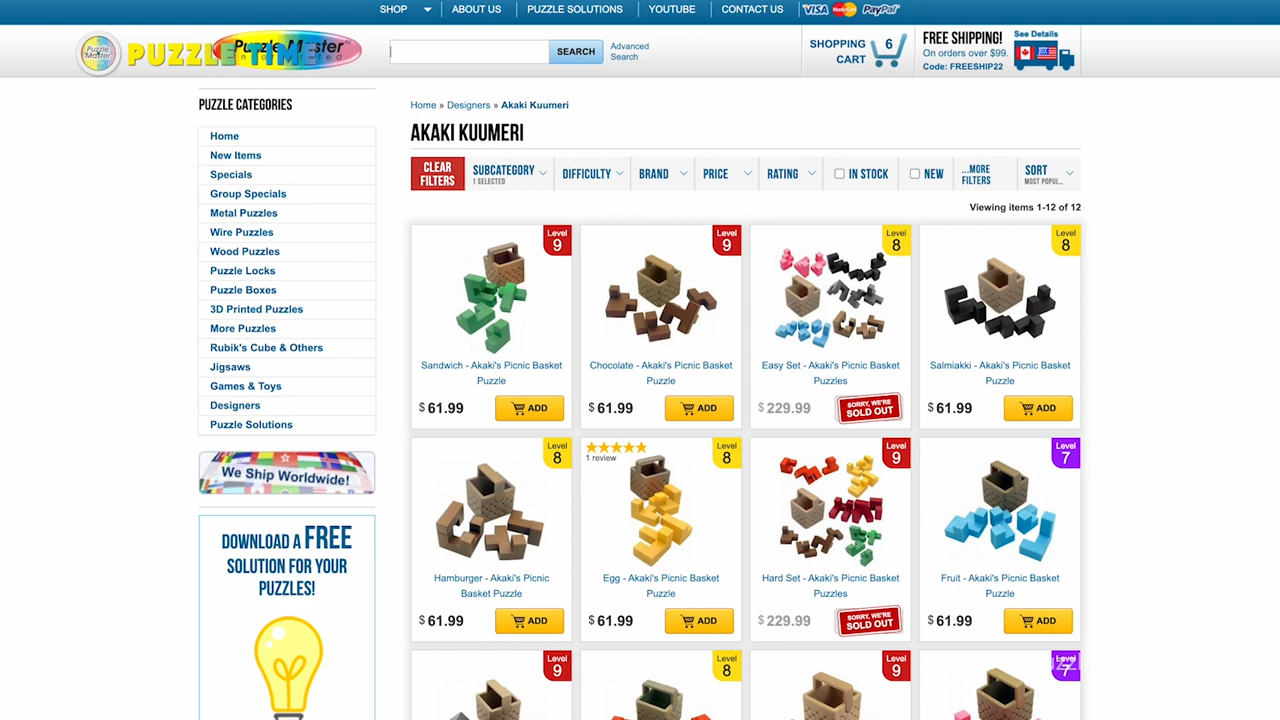 SHOP
ABOUT US
PUZZLE SOLUTIONS
YOUTUBE
CONTACT US
VISA MasterCard PayPal
Puzzle Master
PUZZLE TIME
SEARCH
Advanced
Search
SHOPPING 6
CART
FREE SHIPPING!
On orders over $99.
Code: FREESHIP22
See Details
PUZZLE CATEGORIES
Home
New Items
Specials
Group Specials
Metal Puzzles
Wire Puzzles
Wood Puzzles
Puzzle Locks
Puzzle Boxes
3D Printed Puzzles
More Puzzles
Rubik's Cube & Others
Jigsaws
Games & Toys
Designers
Puzzle Solutions
We Ship Worldwide!
DOWNLOAD A FREE
SOLUTION FOR YOUR
PUZZLES!
Home » Designers » Akaki Kuumeri
AKAKI KUUMERI
CLEAR
FILTERS
SUBCATEGORY
1 SELECTED
DIFFICULTY
BRAND
PRICE
RATING
IN STOCK
NEW
...MORE
FILTERS
SORT
MOST POPUL...
Viewing items 1-12 of 12
Level
9
Sandwich - Akaki's Picnic Basket
Puzzle
$61.99
ADD
Level
9
Chocolate - Akaki's Picnic Basket
Puzzle
$61.99
ADD
Level
8
Easy Set - Akaki's Picnic Basket
Puzzles
$229.99
SORRY, WE'RE
SOLD OUT
Level
8
Salmiakki - Akaki's Picnic Basket
Puzzle
$61.99
ADD
Level
8
Hamburger - Akaki's Picnic
Basket Puzzle
$61.99
ADD
1 review
Level
8
Egg - Akaki's Picnic Basket
Puzzle
$61.99
ADD
Level
9
Hard Set - Akaki's Picnic Basket
Puzzles
$229.99
SORRY, WE'RE
SOLD OUT
Level
7
Fruit - Akaki's Picnic Basket
Puzzle
$61.99
ADD
Level
9
Level
8
Level
9
Level
7